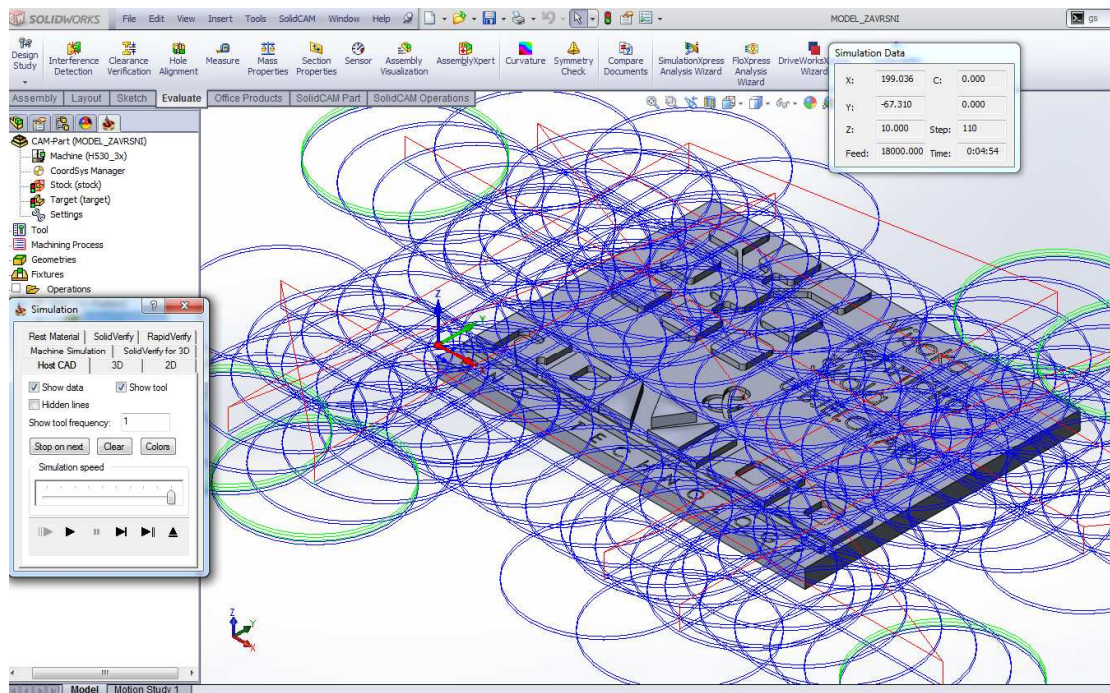 SOLIDWORKS File Edit View Insert Tools SolidCAM Window Help MODEL_ZAVRSNI gs
Design Study
Interference Detection
Clearance Verification
Hole Alignment
Measure
Mass Properties
Section Properties
Sensor
Assembly Visualization
AssemblyXpert
Curvature
Symmetry Check
Compare Documents
SimulationXpress Analysis Wizard
FloXpress Analysis Wizard
DriveWorksX Wizard
Assembly Layout Sketch Evaluate Office Products SolidCAM Part SolidCAM Operations
Simulation Data
X: 199.036 C: 0.000
Y: -67.310 0.000
Z: 10.000 Step: 110
Feed: 18000.000 Time: 0:04:54
CAM-Part (MODEL_ZAVRSNI)
Machine (H530_3x)
CoordSys Manager
Stock (stock)
Target (target)
Settings
Tool
Machining Process
Geometries
Fixtures
Operations
Simulation
Rest Material SolidVerify RapidVerify
Machine Simulation SolidVerify for 3D
Host CAD 3D 2D
Show data Show tool
Hidden lines
Show tool frequency: 1
Stop on next Clear Colors
Simulation speed
Z
Y
X
Z
Y
X
Model Motion Study 1